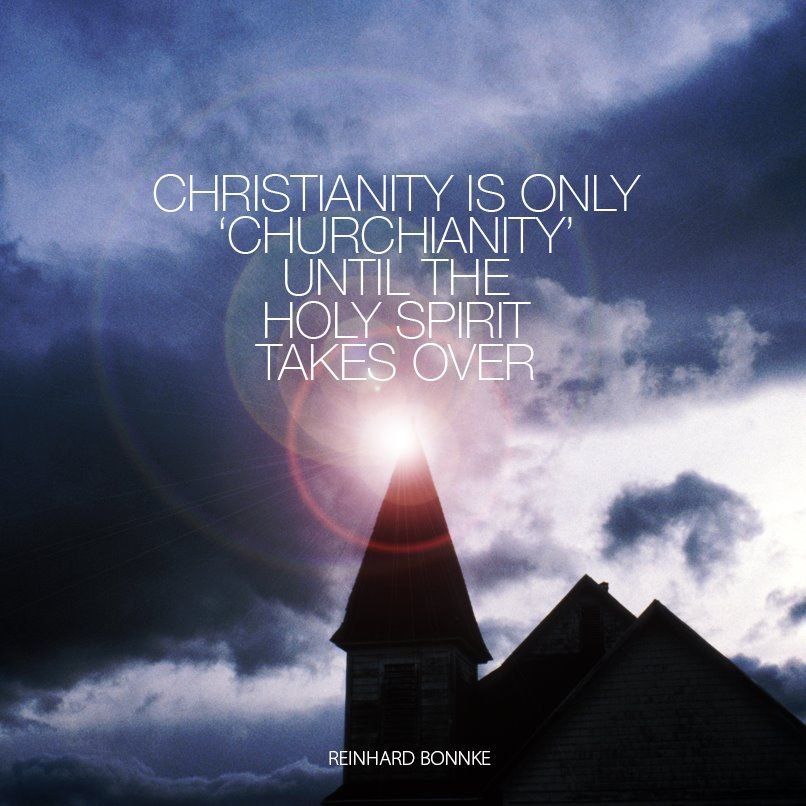 CHRISTIANITY IS ONLY
‘CHURCHIANITY’
UNTIL THE
HOLY SPIRIT
TAKES OVER
REINHARD BONNKE